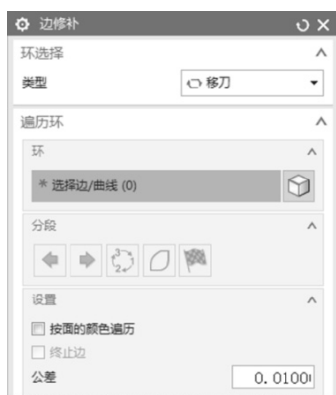 边修补
环选择
类型 移刀
遍历环
环
* 选择边/曲线 (0)
分段
设置
按面的颜色遍历
终止边
公差 0.0100